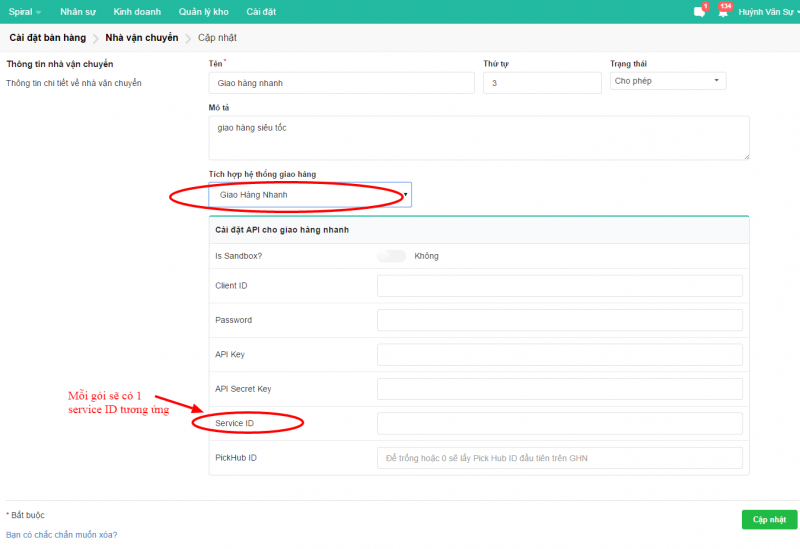 Spiral Nhân sự Kinh doanh Quản lý kho Cài đặt 1 134 Huỳnh Văn Sự
Cài đặt bán hàng Nhà vận chuyển Cập nhật
Thông tin nhà vận chuyển
Thông tin chi tiết về nhà vận chuyển
Tên * Thứ tự Trạng thái
Giao hàng nhanh 3 Cho phép
Mô tả
giao hàng siêu tốc
Tích hợp hệ thống giao hàng
Giao Hàng Nhanh
Cài đặt API cho giao hàng nhanh
Is Sandbox? Không
Client ID
Password
API Key
API Secret Key
Mỗi gói sẽ có 1
service ID tương ứng
Service ID
PickHub ID Để trống hoặc 0 sẽ lấy Pick Hub ID đầu tiên trên GHN
* Bắt buộc
Cập nhật
Bạn có chắc chắn muốn xóa?